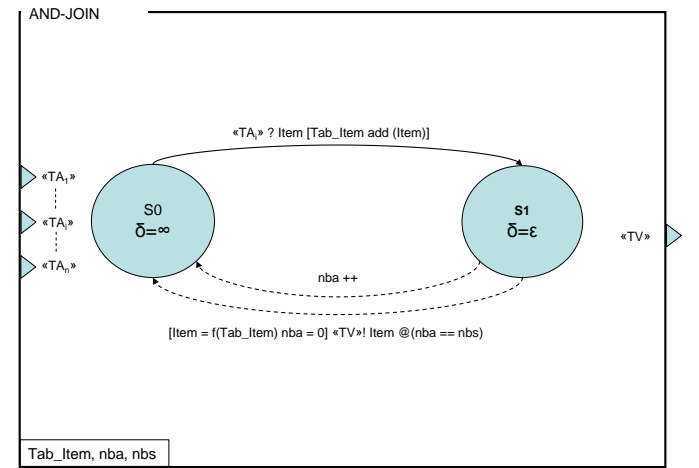 AND-JOIN
«TAᵢ» ? Item [Tab_Item add (Item)]
«TA₁»
«TAᵢ»
«TAₙ»
S0
δ=∞
S1
δ=ε
«TV»
nba ++
[Item = f(Tab_Item) nba = 0] «TV»! Item @(nba == nbs)
Tab_Item, nba, nbs